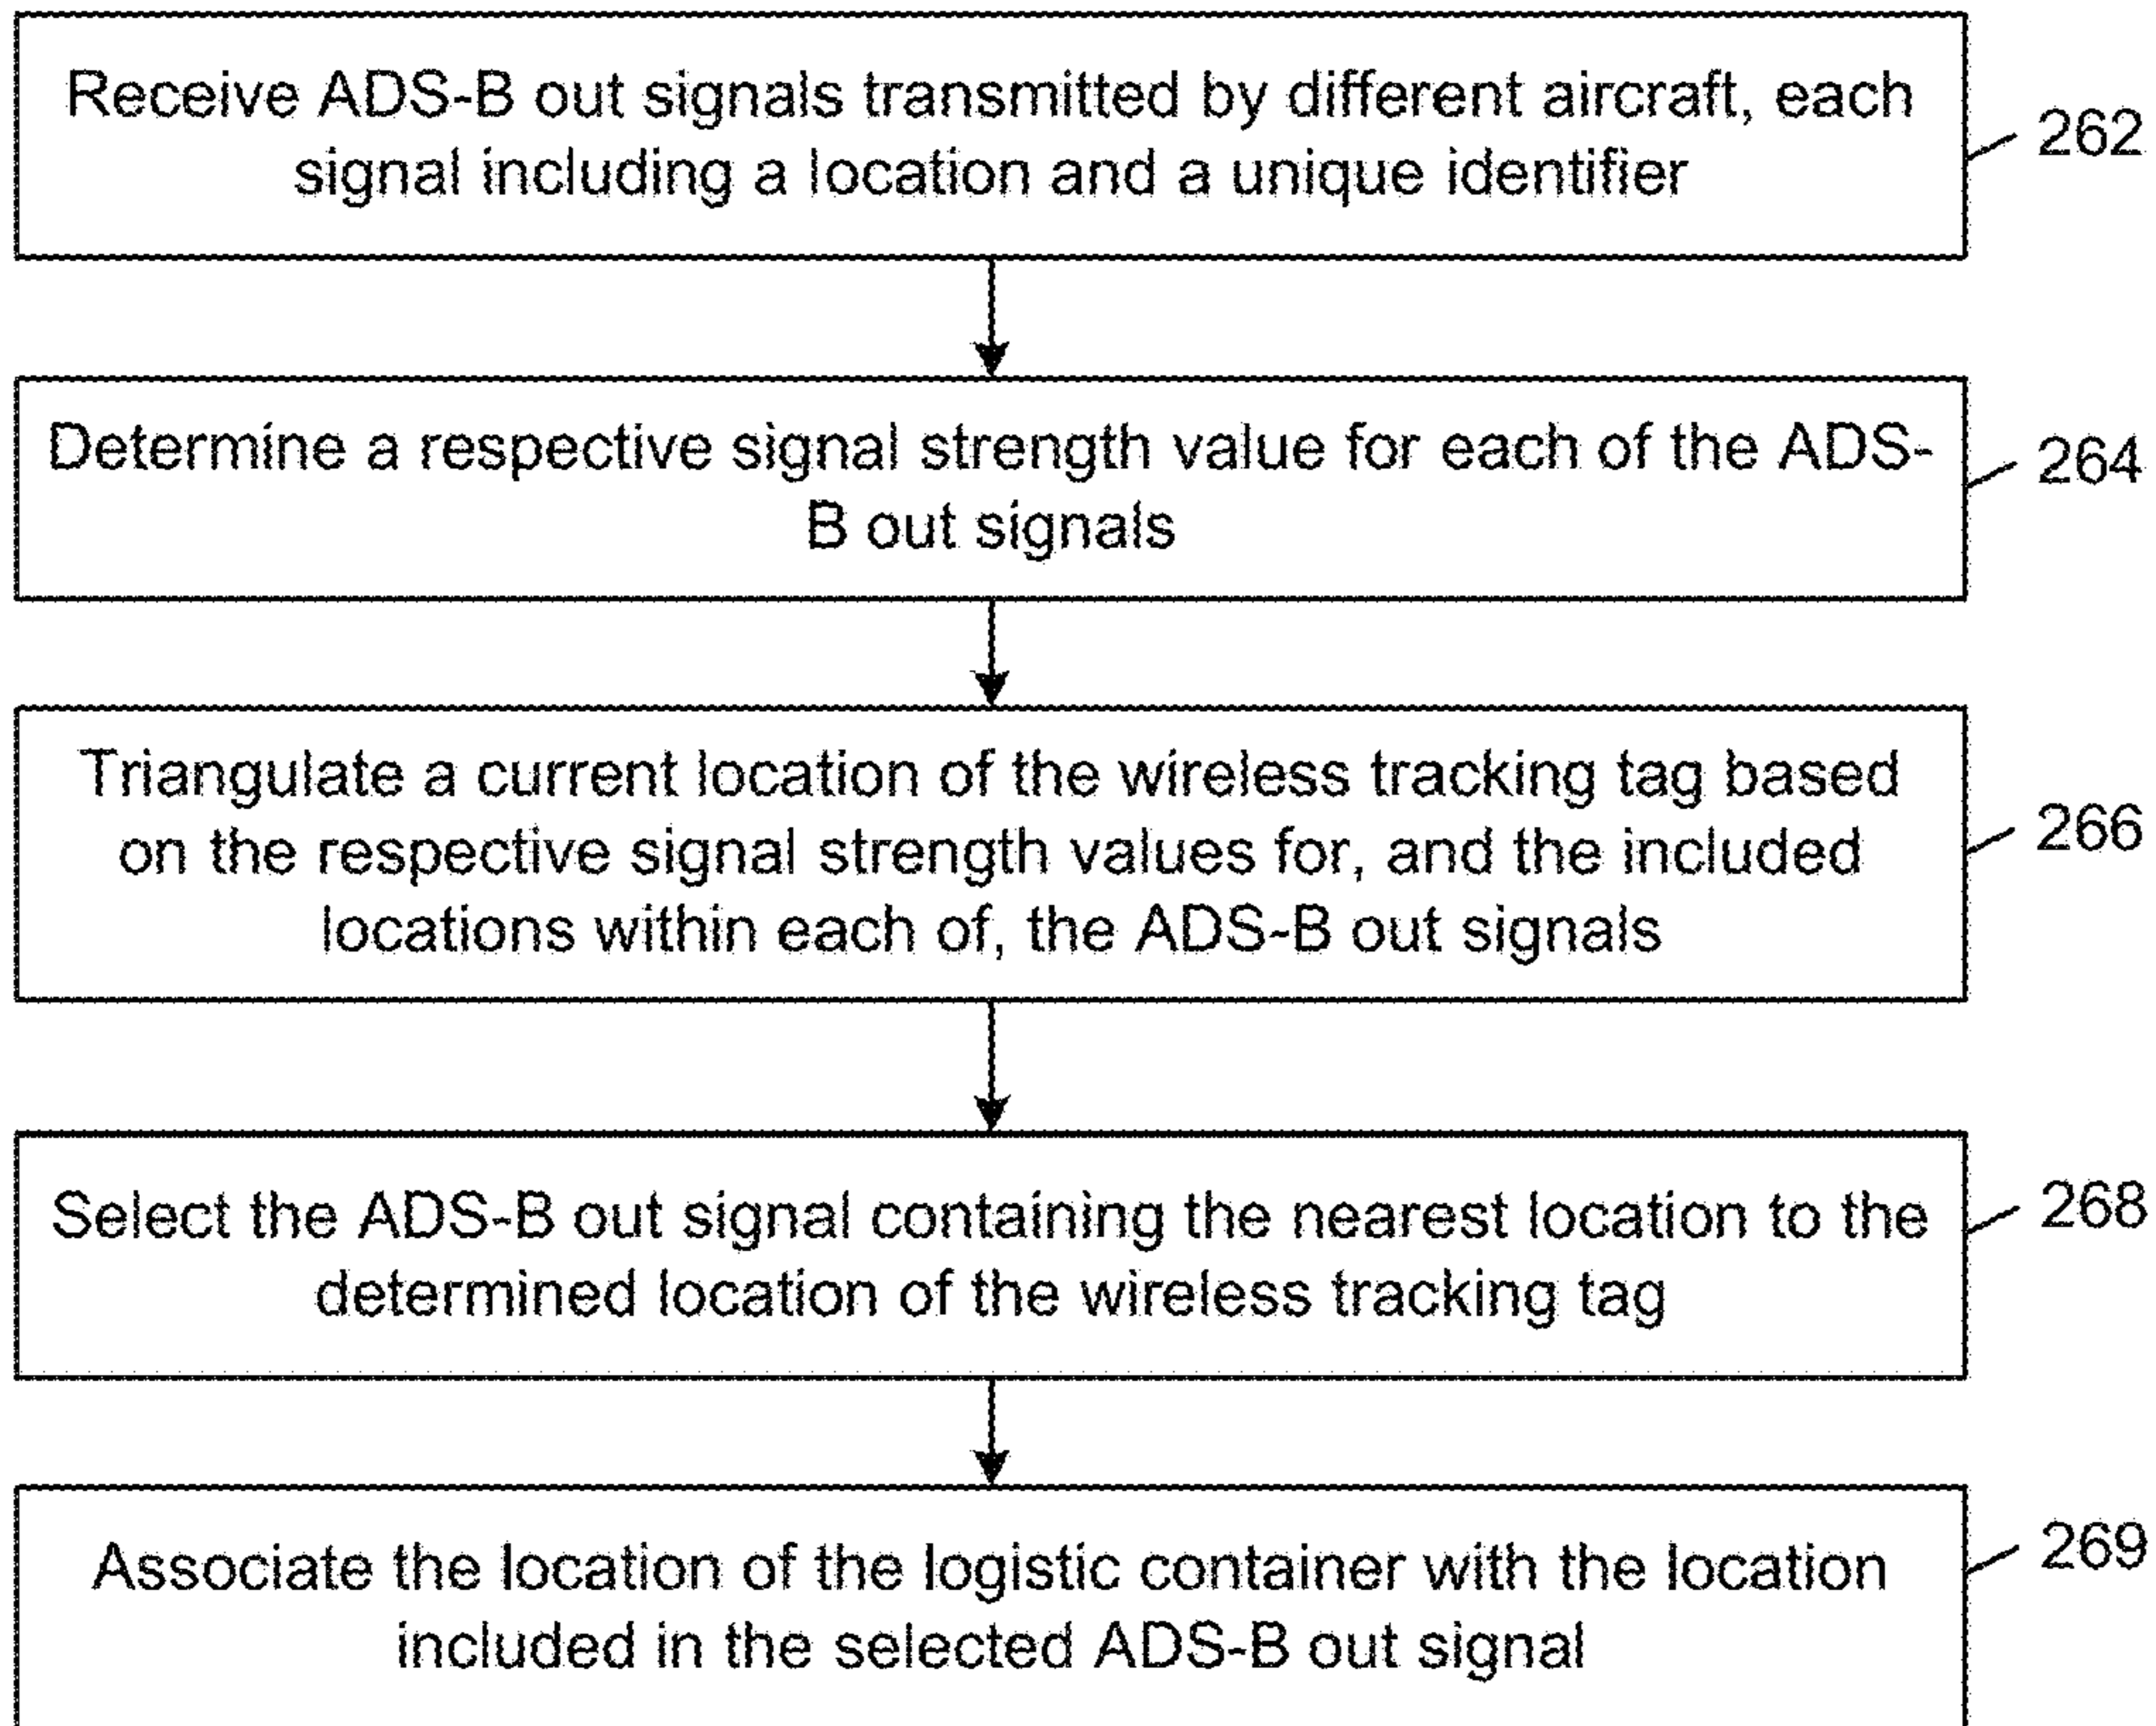 Receive ADS-B out signals transmitted by different aircraft, each
signal including a location and a unique identifier
262
Determine a respective signal strength value for each of the ADS-
B out signals
264
Triangulate a current location of the wireless tracking tag based
on the respective signal strength values for, and the included
locations within each of, the ADS-B out signals
266
Select the ADS-B out signal containing the nearest location to the
determined location of the wireless tracking tag
268
Associate the location of the logistic container with the location
included in the selected ADS-B out signal
269